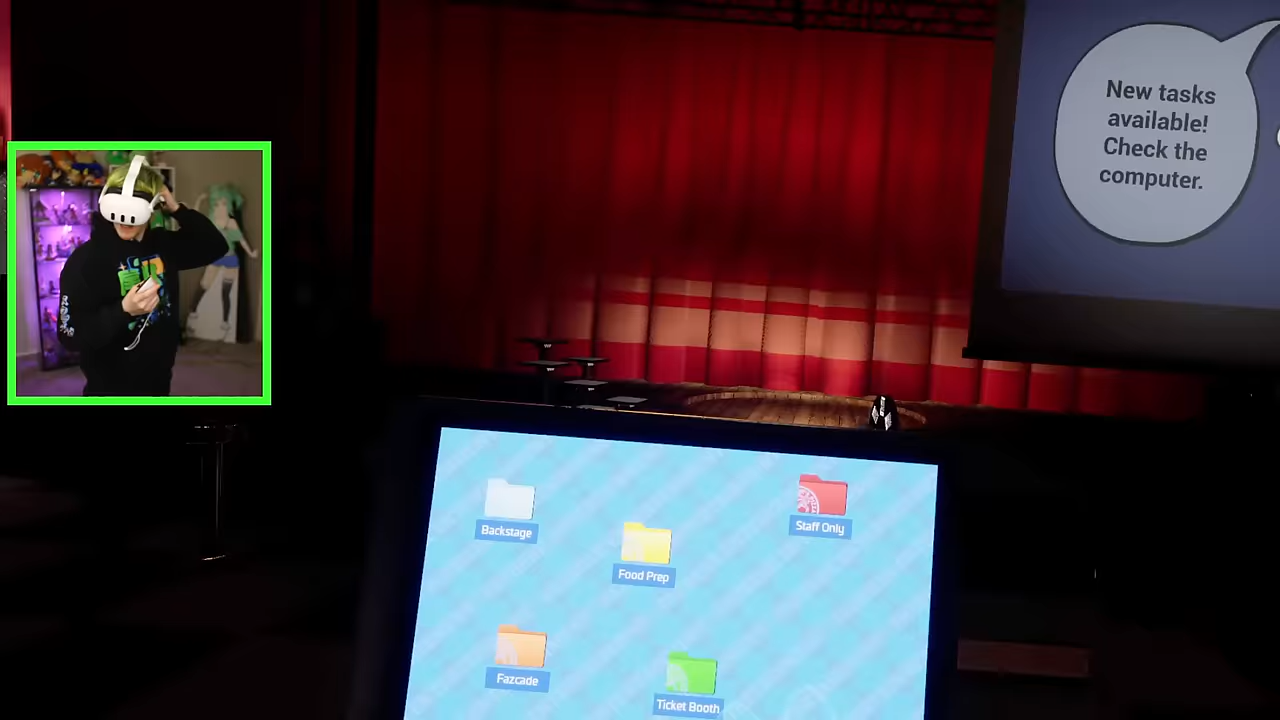 New tasks
available!
Check the
computer.
Backstage
Staff Only
Food Prep
Fazcade
Ticket Booth